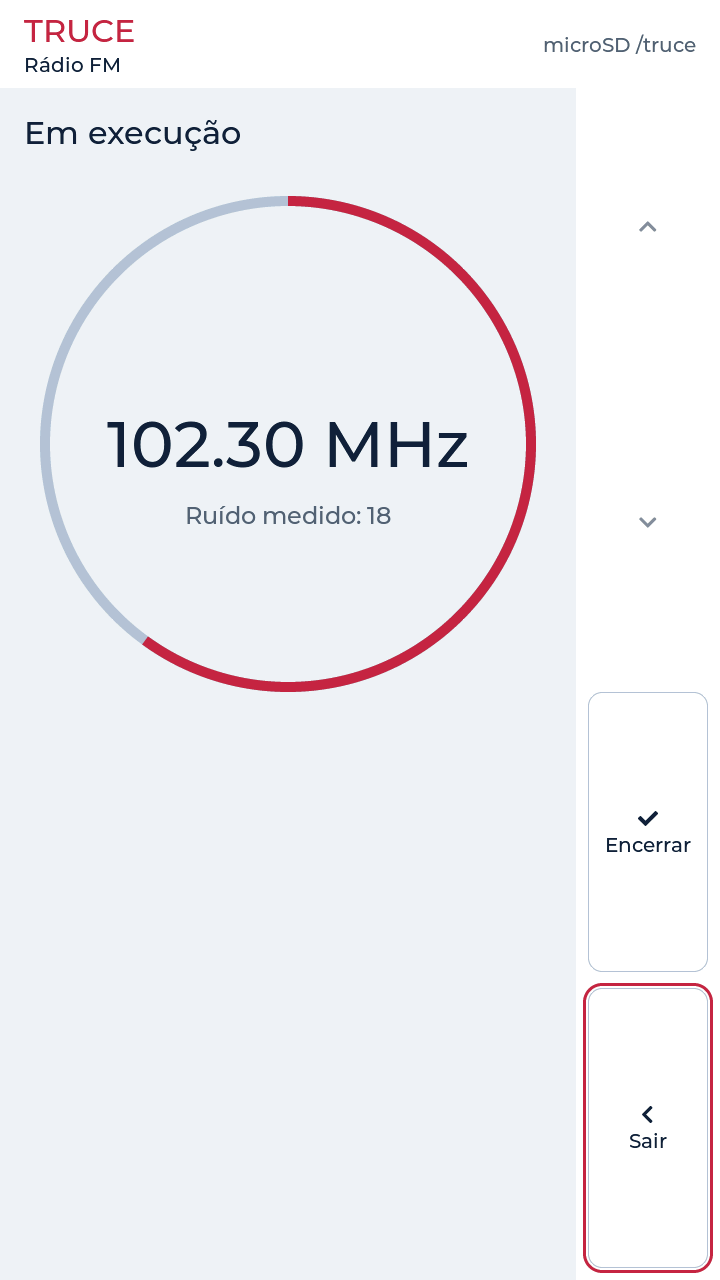 TRUCE
Rádio FM
microSD /truce
Em execução
102.30 MHz
Ruído medido: 18
Encerrar
Sair